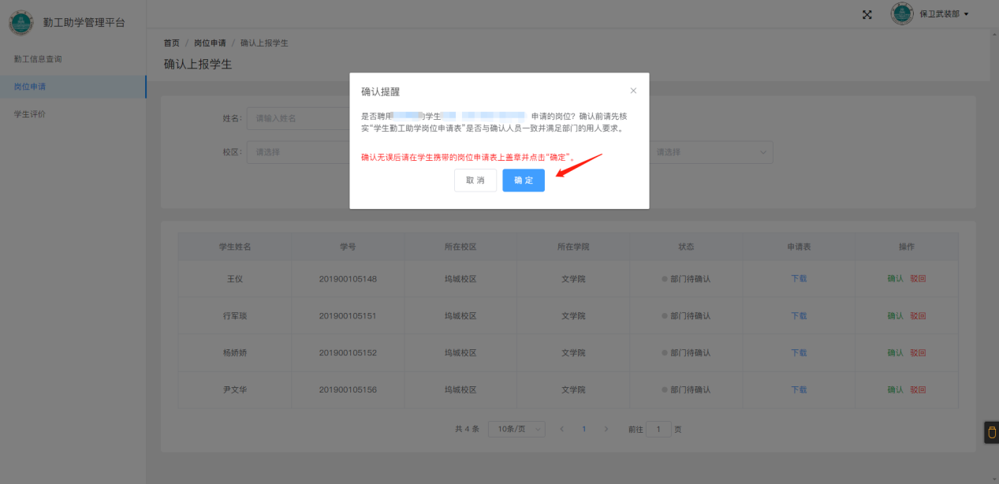 勤工助学管理平台
保卫武装部
勤工信息查询
岗位申请
学生评价
首页 / 岗位申请 / 确认上报学生
确认上报学生
姓名: 请输入姓名
校区: 请选择
请选择
确认提醒
是否聘用 的学生 申请的岗位？确认前请先核
实“学生勤工助学岗位申请表”是否与确认人员一致并满足部门的用人要求。
确认无误后请在学生携带的岗位申请表上盖章并点击“确定”。
取 消 确 定
学生姓名 学号 所在校区 所在学院 状态 申请表 操作
王仪 201900105148 坞城校区 文学院 部门待确认 下载 确认 驳回
行军琰 201900105151 坞城校区 文学院 部门待确认 下载 确认 驳回
杨娇娇 201900105152 坞城校区 文学院 部门待确认 下载 确认 驳回
尹文华 201900105156 坞城校区 文学院 部门待确认 下载 确认 驳回
共 4 条 10条/页 1 前往 1 页